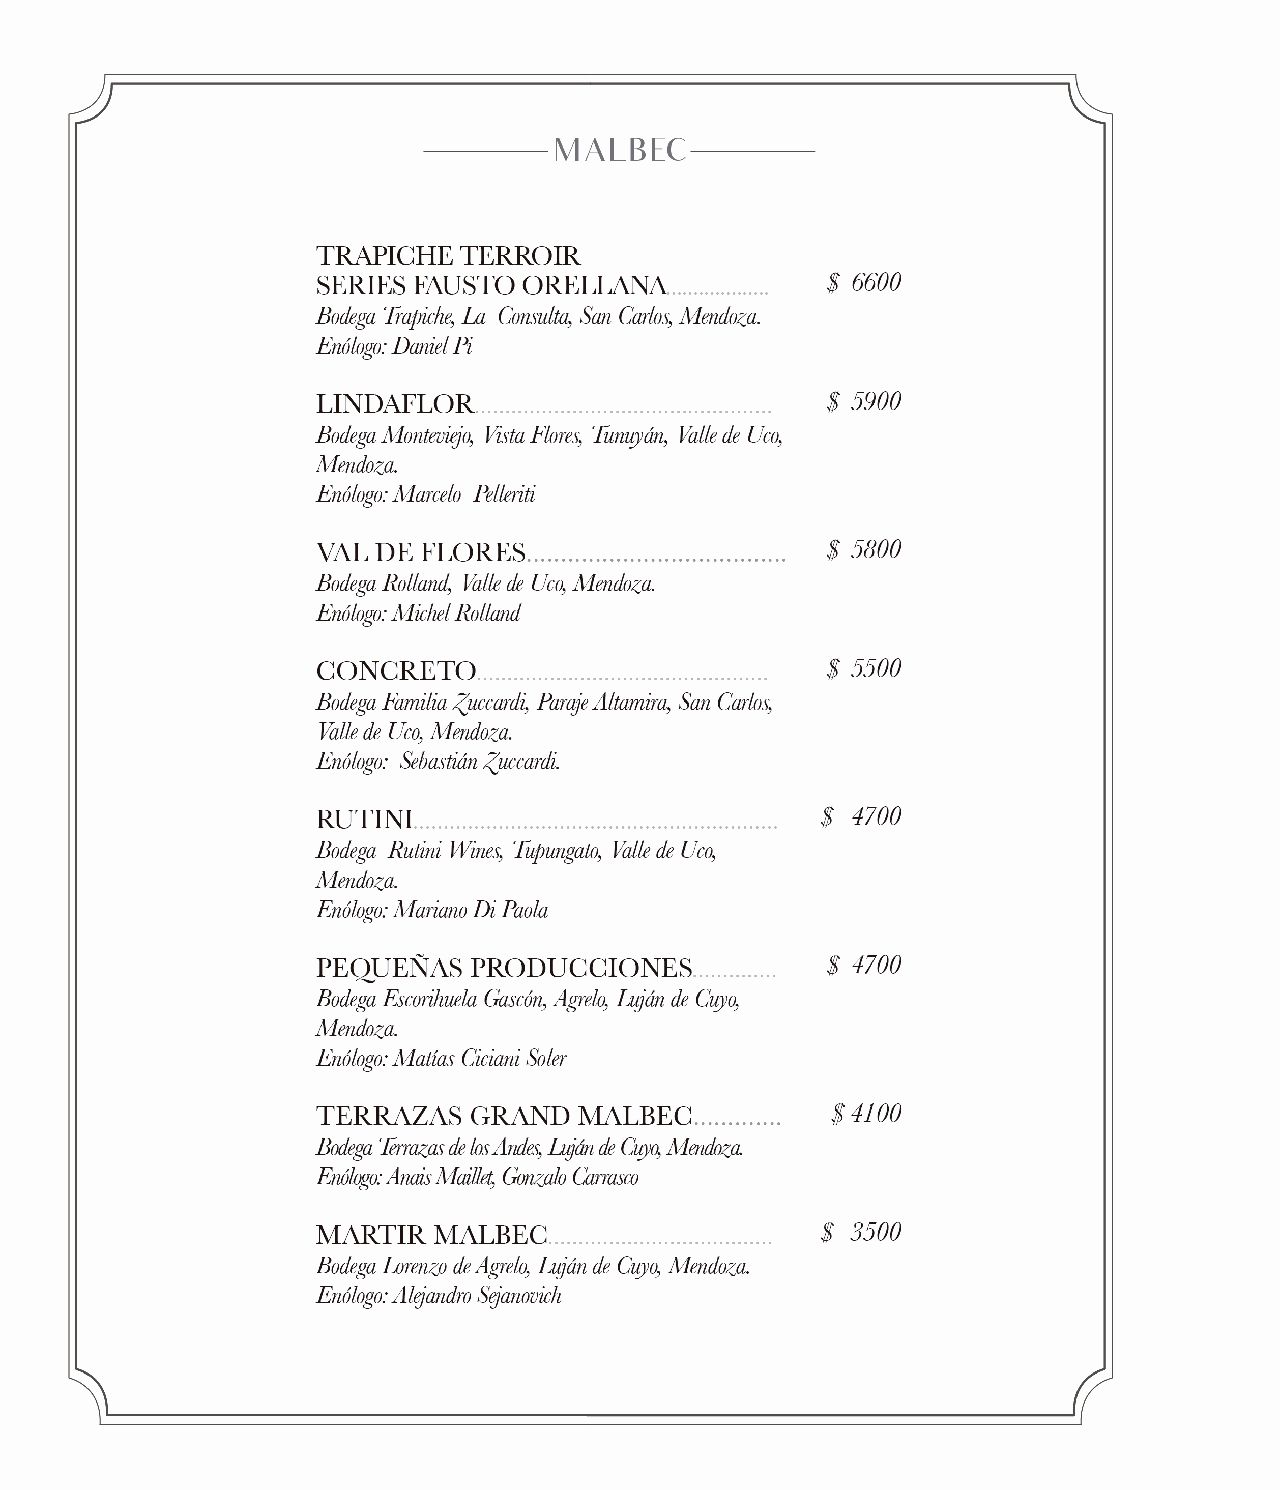 MALBEC
TRAPICHE TERROIR
SERIES FAUSTO ORELLANA.................. $ 6600
Bodega Trapiche, La Consulta, San Carlos, Mendoza.
Enólogo: Daniel Pi
LINDAFLOR.................................................. $ 5900
Bodega Monteviejo, Vista Flores, Tunuyán, Valle de Uco,
Mendoza.
Enólogo: Marcelo Pelleriti
VAL DE FLORES...................................... $ 5800
Bodega Rolland, Valle de Uco, Mendoza.
Enólogo: Michel Rolland
CONCRETO................................................. $ 5500
Bodega Familia Zuccardi, Paraje Altamira, San Carlos,
Valle de Uco, Mendoza.
Enólogo: Sebastián Zuccardi.
RUTINI............................................................. $ 4700
Bodega Rutini Wines, Tupungato, Valle de Uco,
Mendoza.
Enólogo: Mariano Di Paola
PEQUEÑAS PRODUCCIONES.............. $ 4700
Bodega Escorihuela Gascón, Agrelo, Luján de Cuyo,
Mendoza.
Enólogo: Matías Ciciani Soler
TERRAZAS GRAND MALBEC............. $ 4100
Bodega Terrazas de los Andes, Luján de Cuyo, Mendoza.
Enólogo: Anais Maillet, Gonzalo Carrasco
MARTIR MALBEC...................................... $ 3500
Bodega Lorenzo de Agrelo, Luján de Cuyo, Mendoza.
Enólogo: Alejandro Sejanovich